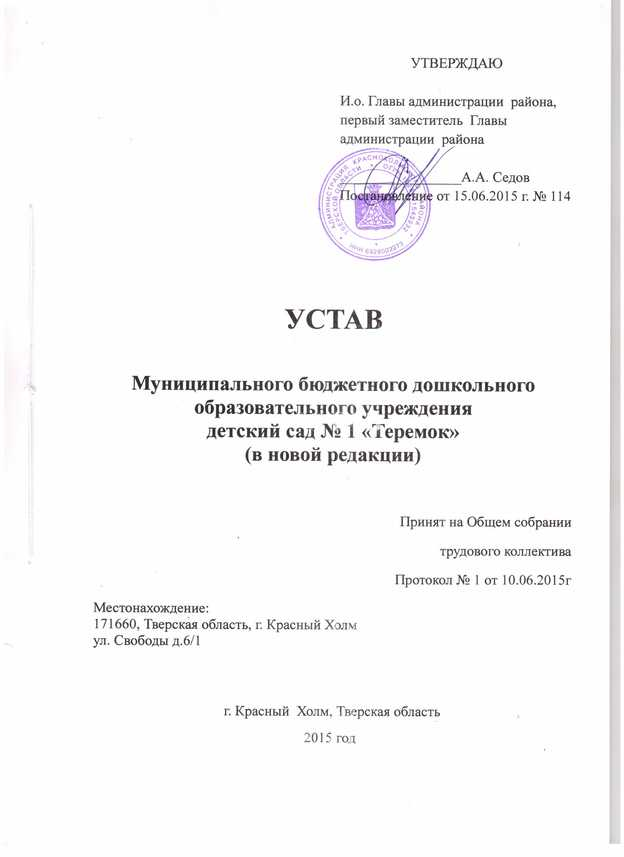 УТВЕРЖДАЮ
И.о. Главы администрации района,
первый заместитель Главы
администрации района
А.А. Седов
Постановление от 15.06.2015 г. № 114
АДМИНИСТРАЦИЯ
ТВЕРСКОЙ ОБЛАСТИ
УСТАВ
Муниципального бюджетного дошкольного
образовательного учреждения
детский сад № 1 «Теремок»
(в новой редакции)
Принят на Общем собрании
трудового коллектива
Протокол № 1 от 10.06.2015г
Местонахождение:
171660, Тверская область, г. Красный Холм
ул. Свободы д.6/1
г. Красный Холм, Тверская область
2015 год